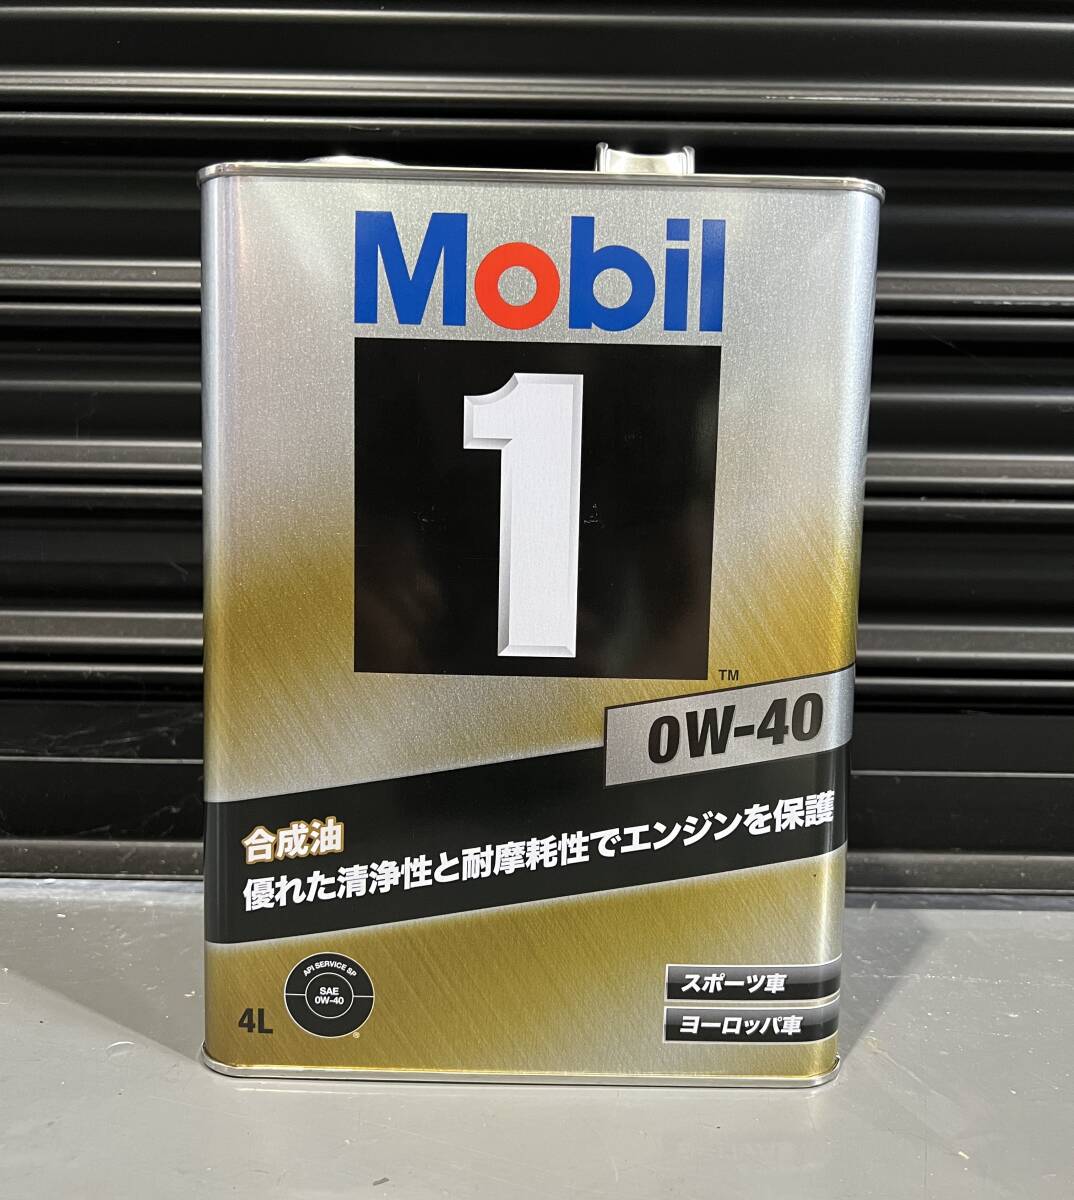 Mobil
1
TM
0W-40
合成油
優れた清浄性と耐摩耗性でエンジンを保護
API SERVICE SP
SAE
0W-40
®
4L
スポーツ車
ヨーロッパ車